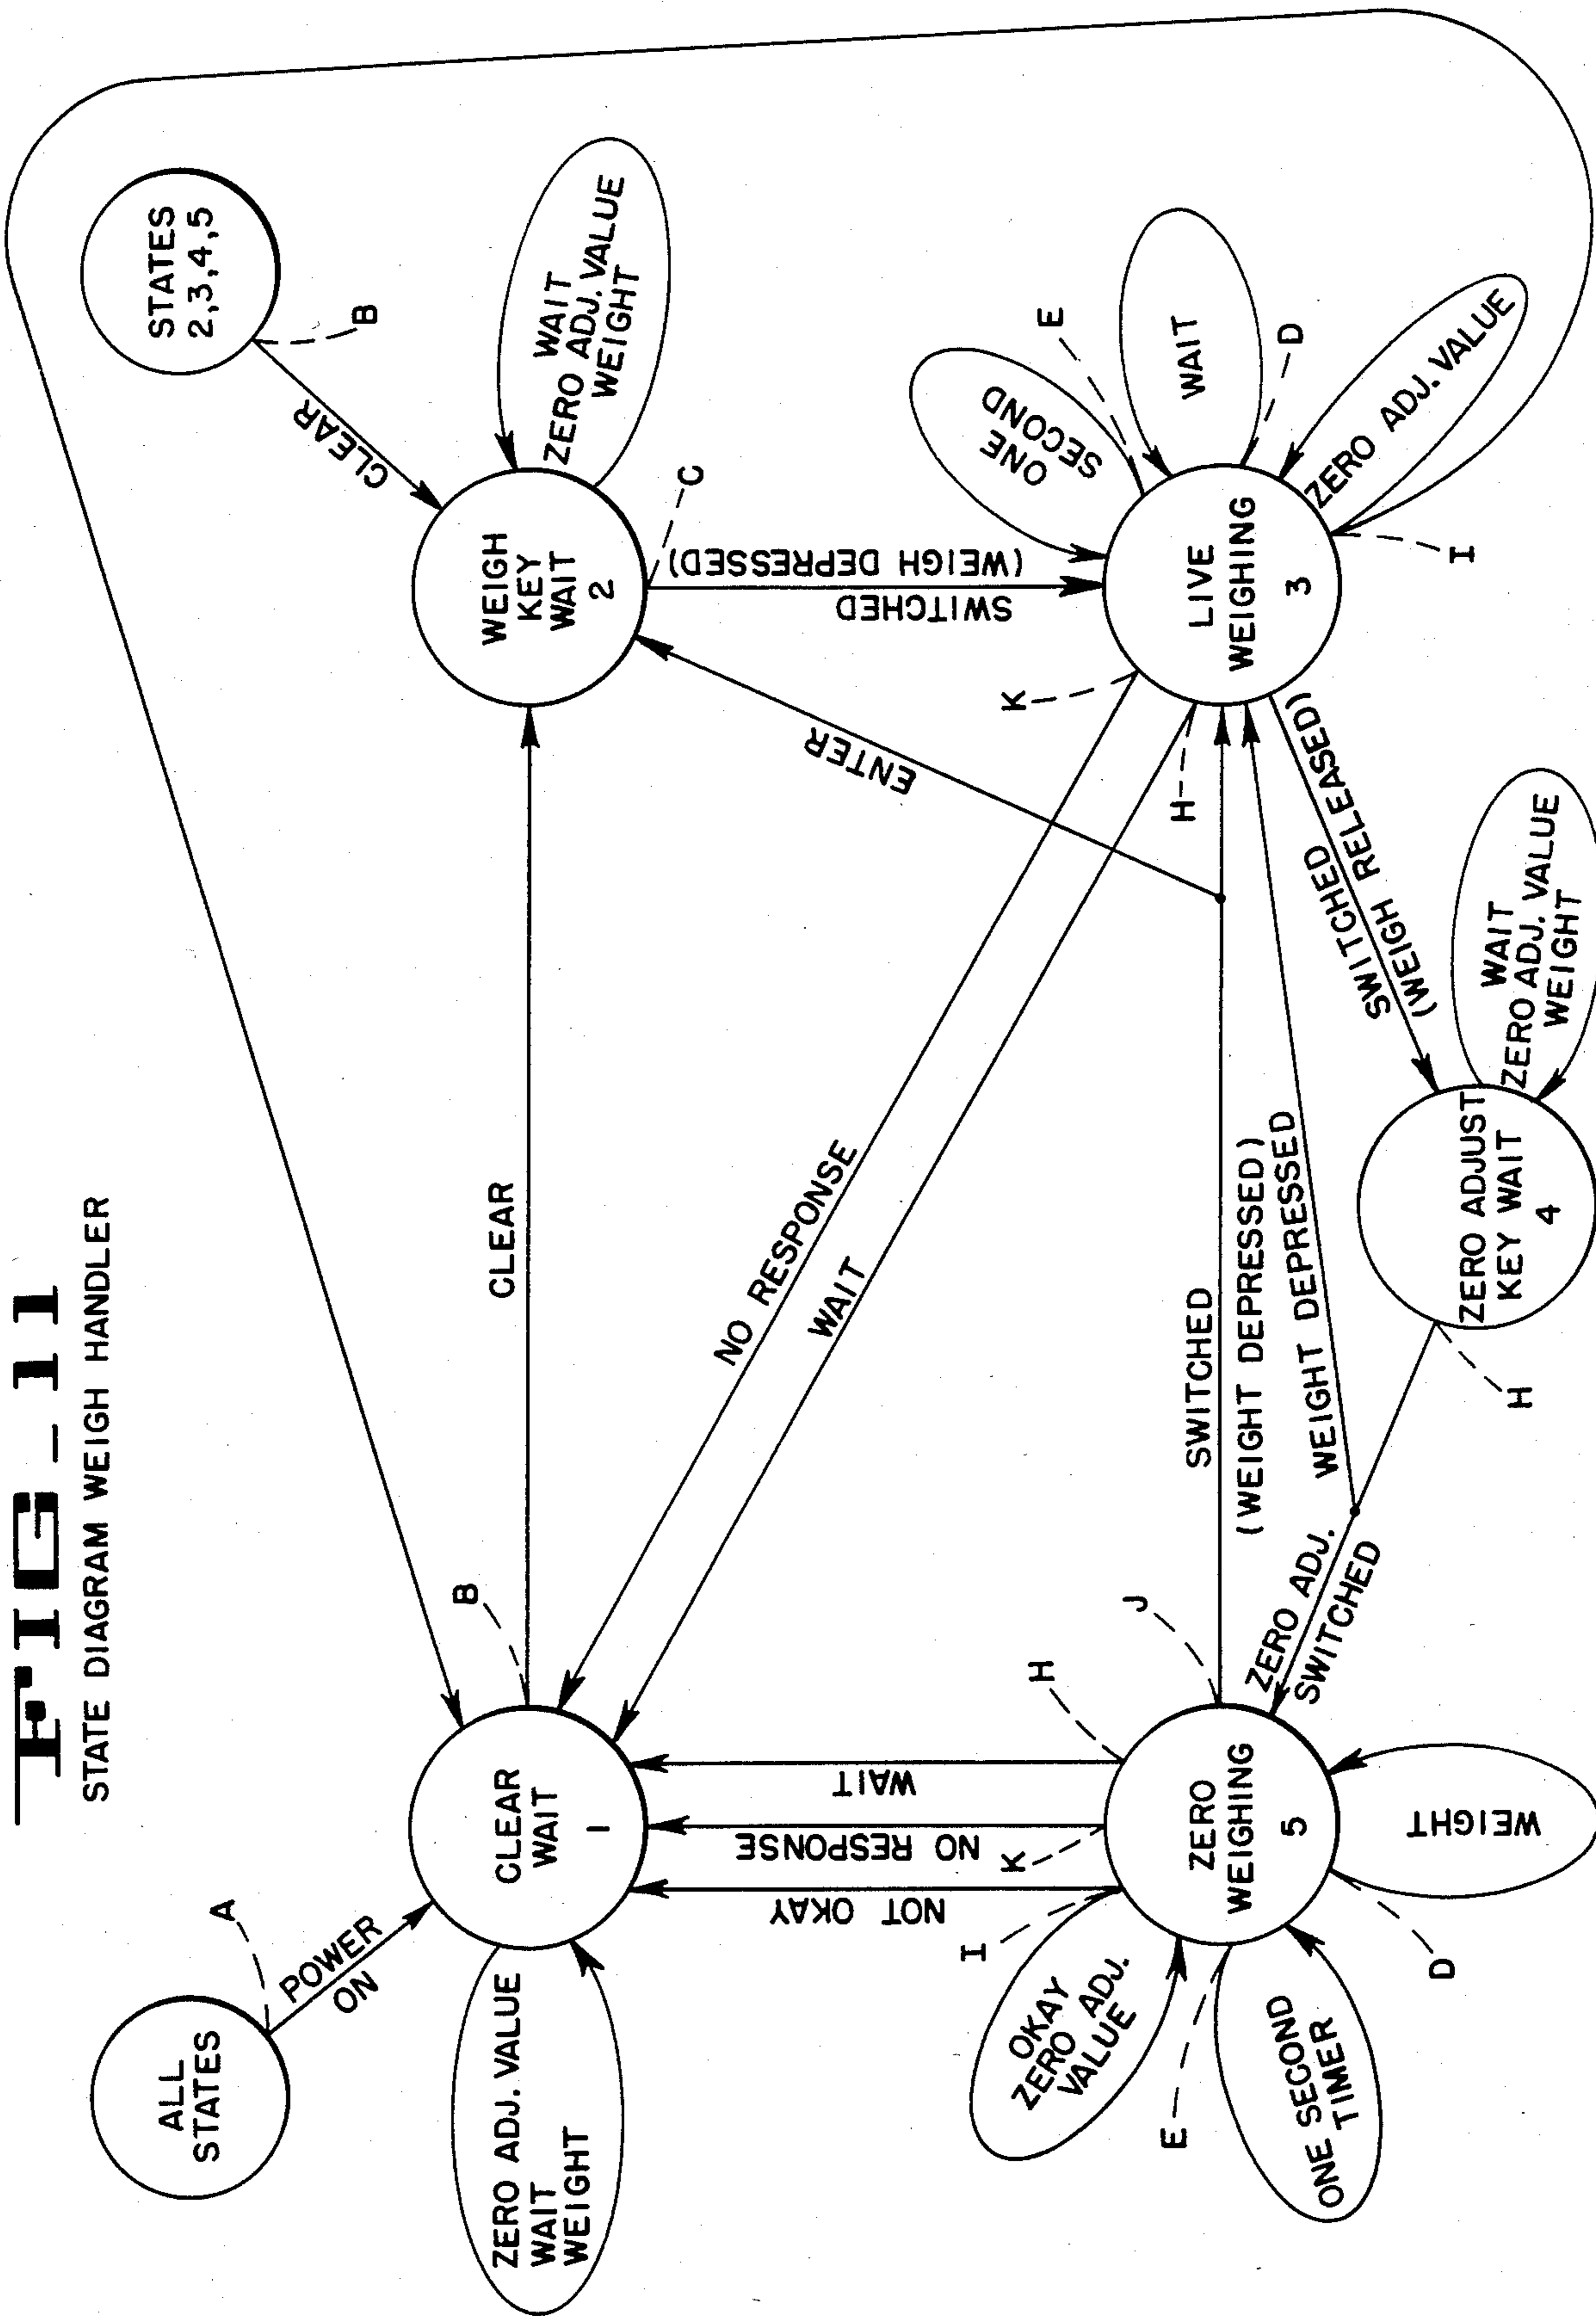 FIG_11
STATE DIAGRAM WEIGH HANDLER
ALL
STATES
A
POWER
ON
STATES
2,3,4,5
B
CLEAR
ZERO ADJ. VALUE
WAIT
WEIGHT
CLEAR
WAIT
1
B
CLEAR
WEIGH
KEY
WAIT
2
WAIT
ZERO ADJ. VALUE
WEIGHT
C
NOT OKAY
NO RESPONSE
WAIT
NO RESPONSE
WAIT
ENTER
SWITCHED
(WEIGH DEPRESSED)
I
K
H
J
K
H
E
ONE
SECOND
WAIT
D
OKAY
ZERO ADJ.
VALUE
E
ZERO
WEIGHING
5
SWITCHED
(WEIGHT DEPRESSED)
WEIGHT DEPRESSED
LIVE
WEIGHING
3
ZERO ADJ. VALUE
I
ONE SECOND
TIMER
D
WEIGHT
ZERO ADJ.
SWITCHED
H
SWITCHED
(WEIGH RELEASED)
ZERO ADJUST
KEY WAIT
4
WAIT
ZERO ADJ. VALUE
WEIGHT